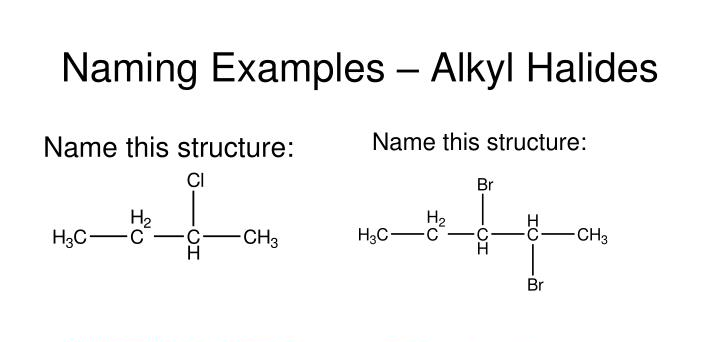 Naming Examples – Alkyl Halides
Name this structure:
Cl
H₂
H₃C C C CH₃
H
Name this structure:
Br
H₂ H
H₃C C C C CH₃
H
Br